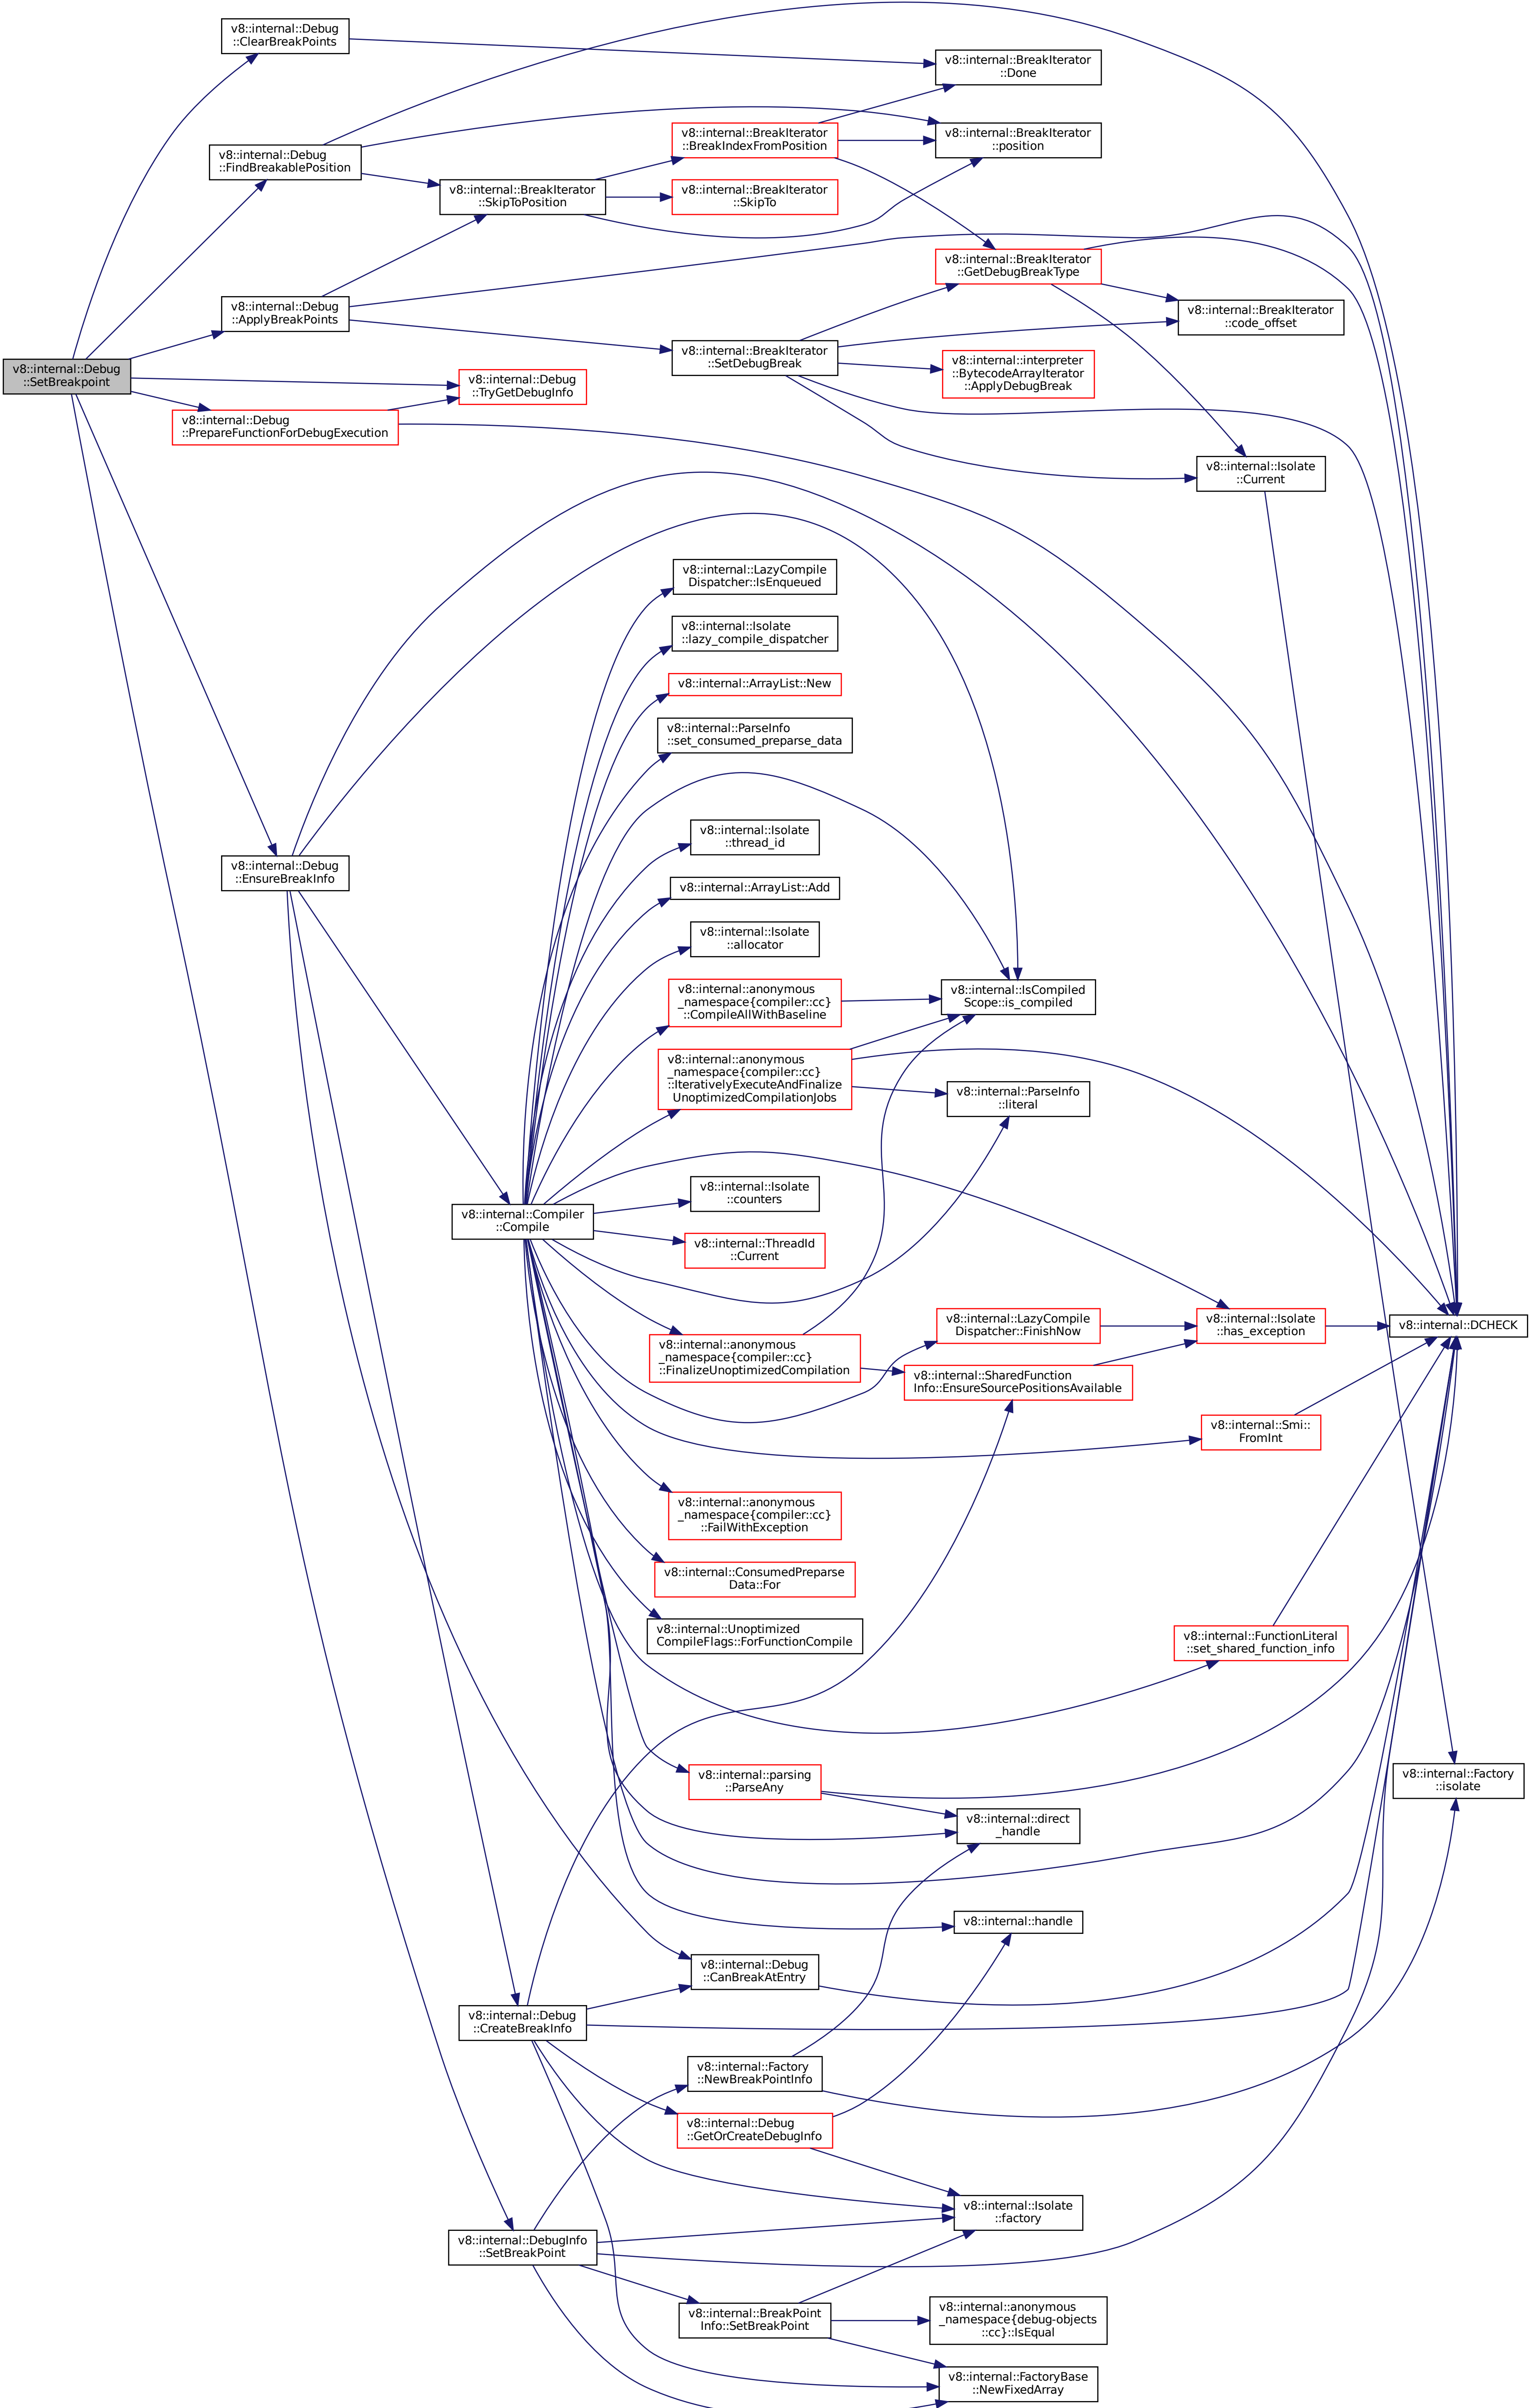 v8::internal::Debug
::SetBreakpoint
v8::internal::Debug
::ClearBreakPoints
v8::internal::Debug
::FindBreakablePosition
v8::internal::Debug
::ApplyBreakPoints
v8::internal::Debug
::PrepareFunctionForDebugExecution
v8::internal::Debug
::EnsureBreakInfo
v8::internal::BreakIterator
::SkipToPosition
v8::internal::Debug
::TryGetDebugInfo
v8::internal::Compiler
::Compile
v8::internal::Debug
::CreateBreakInfo
v8::internal::DebugInfo
::SetBreakPoint
v8::internal::BreakIterator
::BreakIndexFromPosition
v8::internal::BreakIterator
::SkipTo
v8::internal::BreakIterator
::SetDebugBreak
v8::internal::LazyCompile
Dispatcher::IsEnqueued
v8::internal::Isolate
::lazy_compile_dispatcher
v8::internal::ArrayList::New
v8::internal::ParseInfo
::set_consumed_preparse_data
v8::internal::Isolate
::thread_id
v8::internal::ArrayList::Add
v8::internal::Isolate
::allocator
v8::internal::anonymous
_namespace{compiler::cc}
::CompileAllWithBaseline
v8::internal::anonymous
_namespace{compiler::cc}
::IterativelyExecuteAndFinalize
UnoptimizedCompilationJobs
v8::internal::Isolate
::counters
v8::internal::ThreadId
::Current
v8::internal::anonymous
_namespace{compiler::cc}
::FinalizeUnoptimizedCompilation
v8::internal::anonymous
_namespace{compiler::cc}
::FailWithException
v8::internal::ConsumedPreparse
Data::For
v8::internal::Unoptimized
CompileFlags::ForFunctionCompile
v8::internal::parsing
::ParseAny
v8::internal::Debug
::CanBreakAtEntry
v8::internal::Factory
::NewBreakPointInfo
v8::internal::Debug
::GetOrCreateDebugInfo
v8::internal::BreakPoint
Info::SetBreakPoint
v8::internal::BreakIterator
::Done
v8::internal::BreakIterator
::position
v8::internal::BreakIterator
::GetDebugBreakType
v8::internal::interpreter
::BytecodeArrayIterator
::ApplyDebugBreak
v8::internal::IsCompiled
Scope::is_compiled
v8::internal::ParseInfo
::literal
v8::internal::LazyCompile
Dispatcher::FinishNow
v8::internal::SharedFunction
Info::EnsureSourcePositionsAvailable
v8::internal::direct
_handle
v8::internal::handle
v8::internal::Isolate
::factory
v8::internal::anonymous
_namespace{debug-objects
::cc}::IsEqual
v8::internal::FactoryBase
::NewFixedArray
v8::internal::BreakIterator
::code_offset
v8::internal::Isolate
::Current
v8::internal::Isolate
::has_exception
v8::internal::Smi::
FromInt
v8::internal::FunctionLiteral
::set_shared_function_info
v8::internal::DCHECK
v8::internal::Factory
::isolate